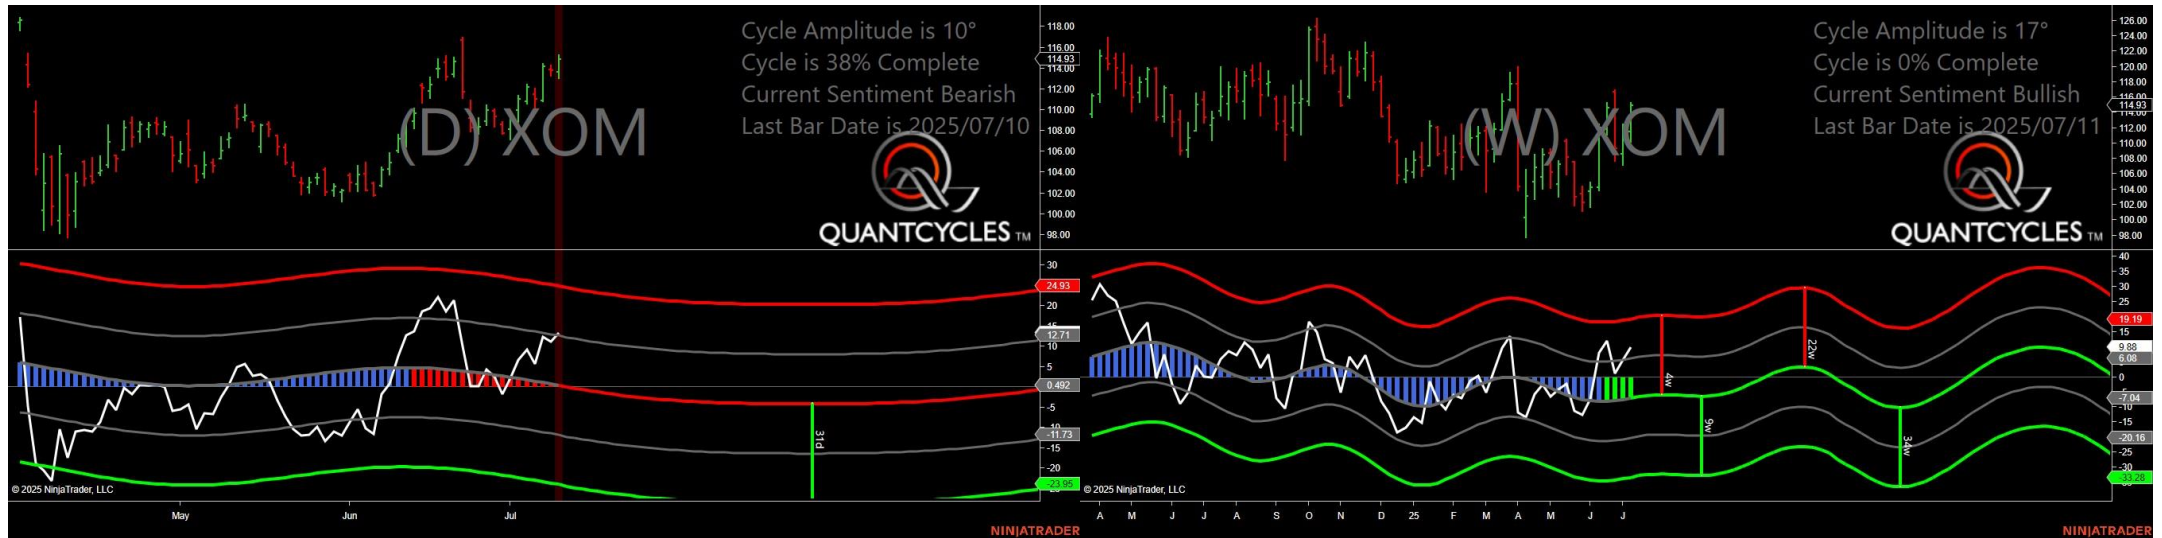 Cycle Amplitude is 10°
Cycle is 38% Complete
Current Sentiment Bearish
Last Bar Date is 2025/07/10
(D) XOM
QUANTCYCLES TM
118.00
116.00
114.93
114.00
112.00
110.00
108.00
106.00
104.00
102.00
100.00
98.00
30
24.93
20
12.71
10
5
0.492
-5
-11.73
-15
-20
-23.95
31d
© 2025 NinjaTrader, LLC
May
Jun
Jul
NINJATRADER
Cycle Amplitude is 17°
Cycle is 0% Complete
Current Sentiment Bullish
Last Bar Date is 2025/07/11
(W) XOM
QUANTCYCLES TM
126.00
124.00
122.00
120.00
118.00
116.00
114.93
112.00
110.00
108.00
106.00
104.00
102.00
100.00
98.00
40
35
30
25
19.19
15
9.88
6.08
0
-7.04
-10
-15
-20.16
-25
-30
-33.28
4w
9w
22w
34w
© 2025 NinjaTrader, LLC
A M J J A S O N D 25 F M A M J J
NINJATRADER